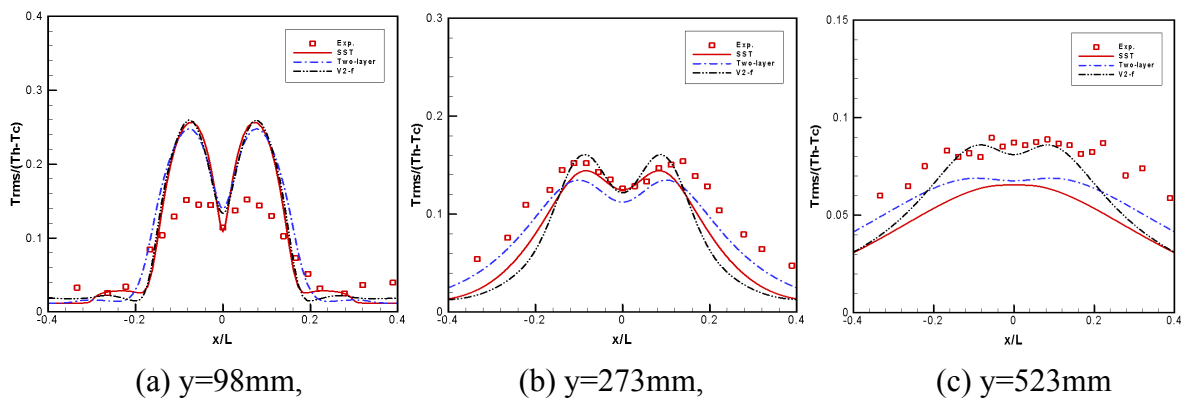 Trms/(Th-Tc)
0.4
0.3
0.2
0.1
0
-0.4
-0.2
0
0.2
0.4
x/L
Exp.
SST
Two-layer
V2-f
(a) y=98mm,
Trms/(Th-Tc)
0.3
0.2
0.1
0
-0.4
-0.2
0
0.2
0.4
x/L
Exp.
SST
Two-layer
V2-f
(b) y=273mm,
Trms/(Th-Tc)
0.15
0.1
0.05
0
-0.4
-0.2
0
0.2
0.4
x/L
Exp.
SST
Two-layer
V2-f
(c) y=523mm